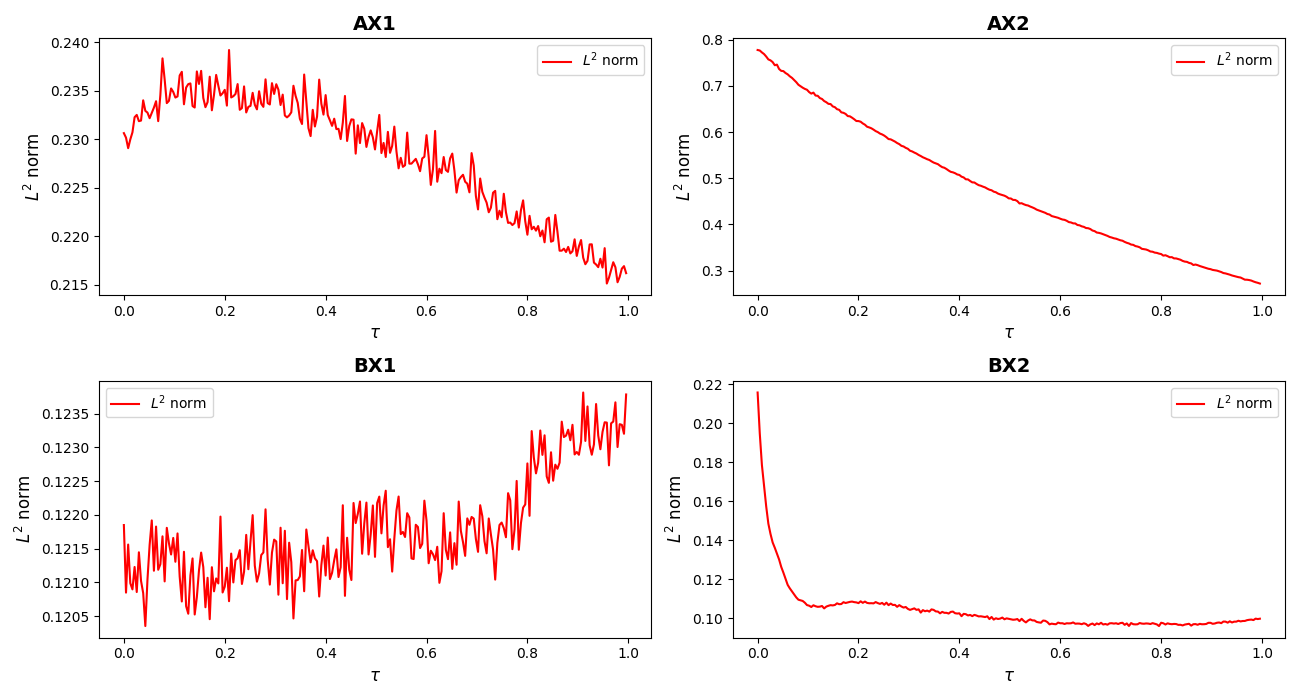 AX1
L² norm
0.240
0.235
0.230
0.225
0.220
0.215
L² norm
0.0 0.2 0.4 0.6 0.8 1.0
τ
AX2
L² norm
0.8
0.7
0.6
0.5
0.4
0.3
L² norm
0.0 0.2 0.4 0.6 0.8 1.0
τ
BX1
L² norm
0.1235
0.1230
0.1225
0.1220
0.1215
0.1210
0.1205
L² norm
0.0 0.2 0.4 0.6 0.8 1.0
τ
BX2
L² norm
0.22
0.20
0.18
0.16
0.14
0.12
0.10
L² norm
0.0 0.2 0.4 0.6 0.8 1.0
τ